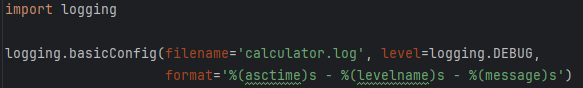 import logging
logging.basicConfig(filename='calculator.log', level=logging.DEBUG,
format='%(asctime)s - %(levelname)s - %(message)s')